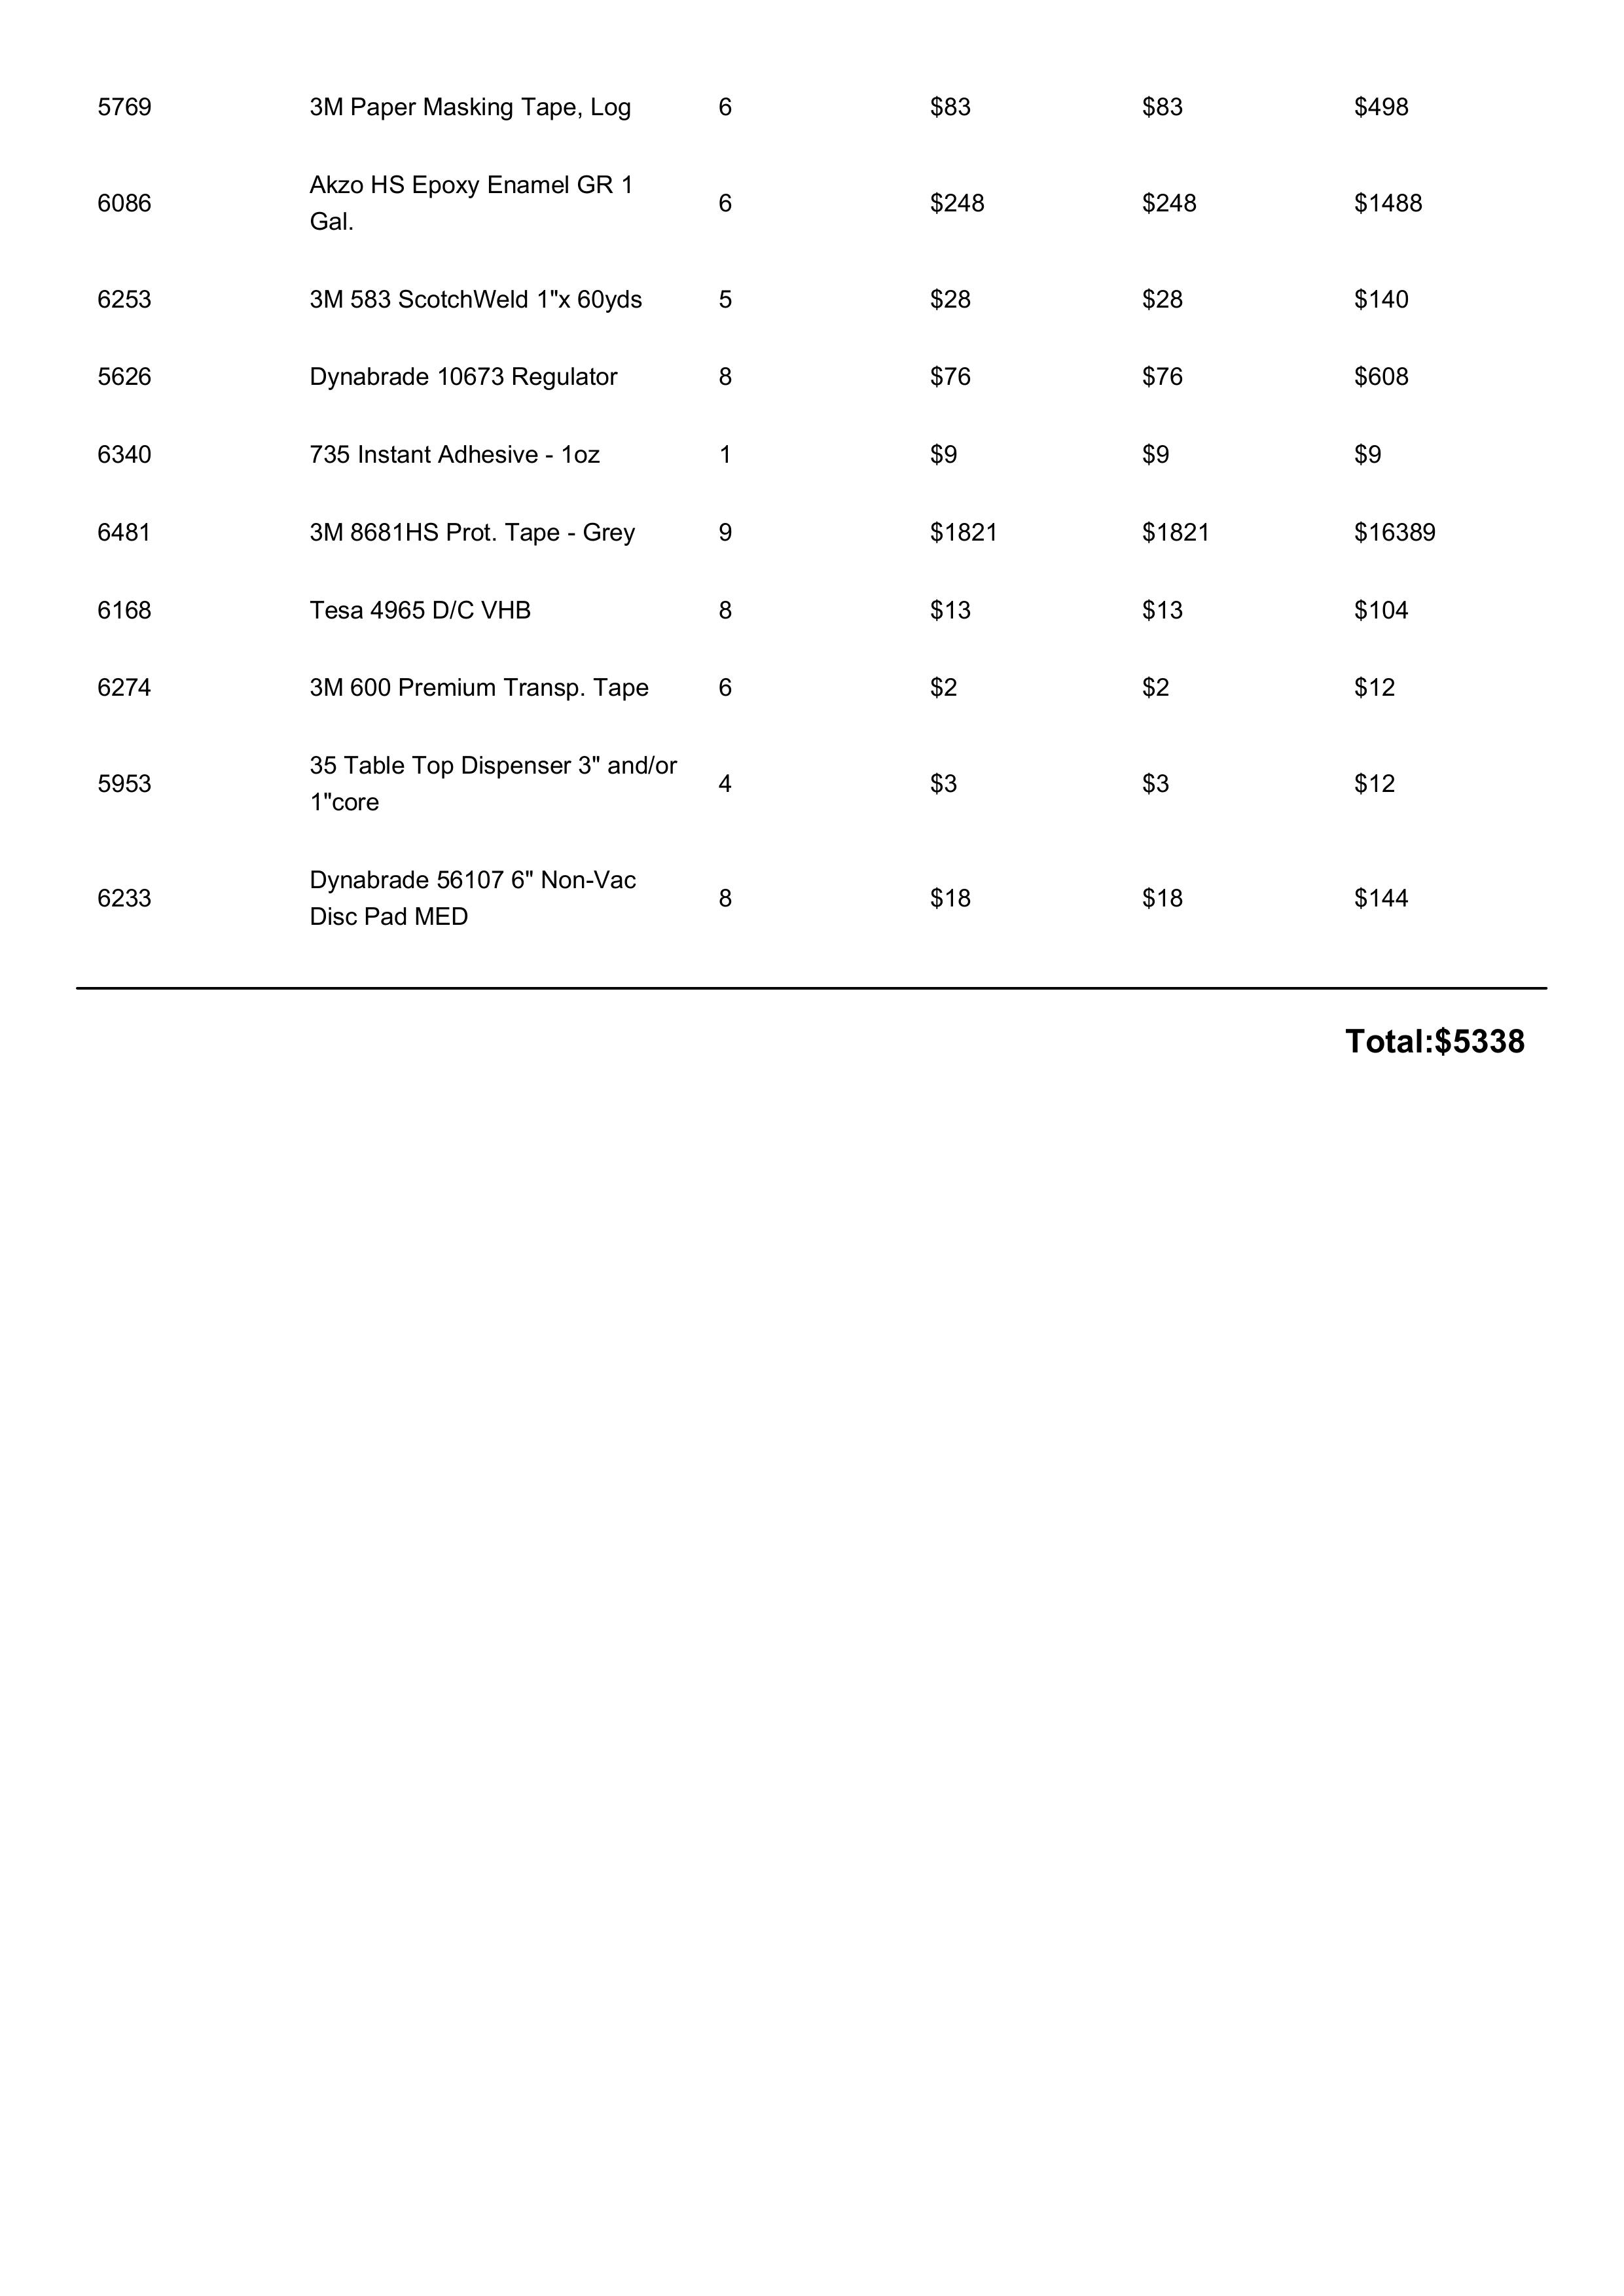 5769 3M Paper Masking Tape, Log 6 $83 $83 $498
6086 Akzo HS Epoxy Enamel GR 1 6 $248 $248 $1488
Gal.
6253 3M 583 ScotchWeld 1"x 60yds 5 $28 $28 $140
5626 Dynabrade 10673 Regulator 8 $76 $76 $608
6340 735 Instant Adhesive - 1oz 1 $9 $9 $9
6481 3M 8681HS Prot. Tape - Grey 9 $1821 $1821 $16389
6168 Tesa 4965 D/C VHB 8 $13 $13 $104
6274 3M 600 Premium Transp. Tape 6 $2 $2 $12
5953 35 Table Top Dispenser 3" and/or 4 $3 $3 $12
1"core
6233 Dynabrade 56107 6" Non-Vac 8 $18 $18 $144
Disc Pad MED
Total:$5338